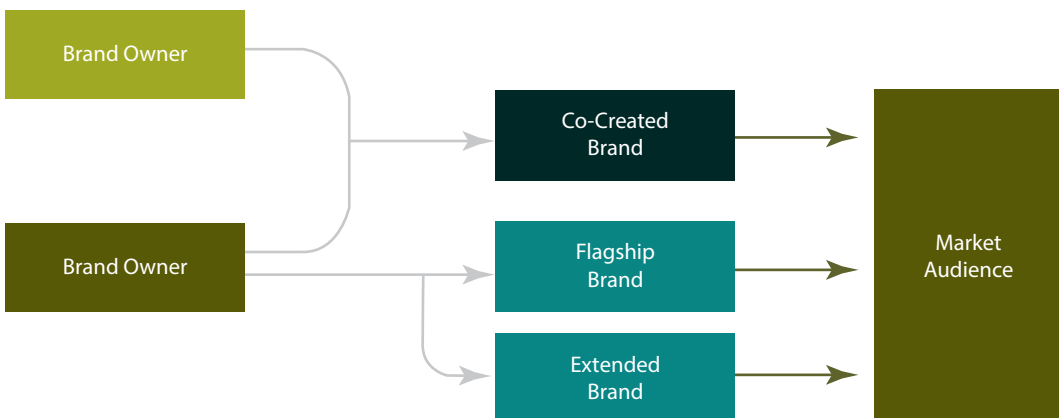 Brand Owner
Co-Created
Brand
Brand Owner
Flagship
Brand
Market
Audience
Extended
Brand